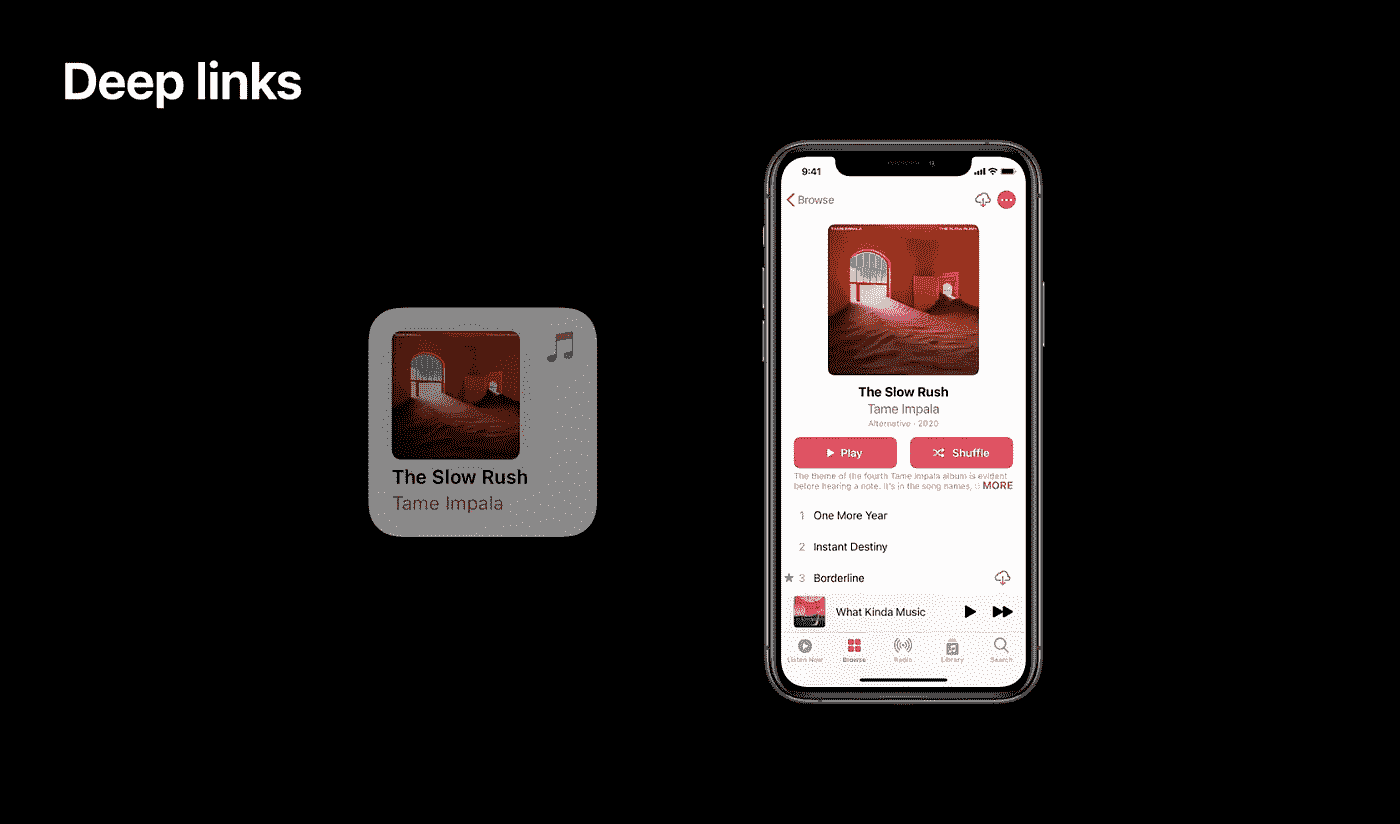 Deep links
The Slow Rush
Tame Impala
9:41
Browse
TAME IMPALA THE SLOW RUSH
The Slow Rush
Tame Impala
Alternative · 2020
Play
Shuffle
The theme of the fourth Tame Impala album is evident
before hearing a note. It's in the song names, MORE
1 One More Year
2 Instant Destiny
3 Borderline
What Kinda Music
Listen Now
Browse
Radio
Library
Search